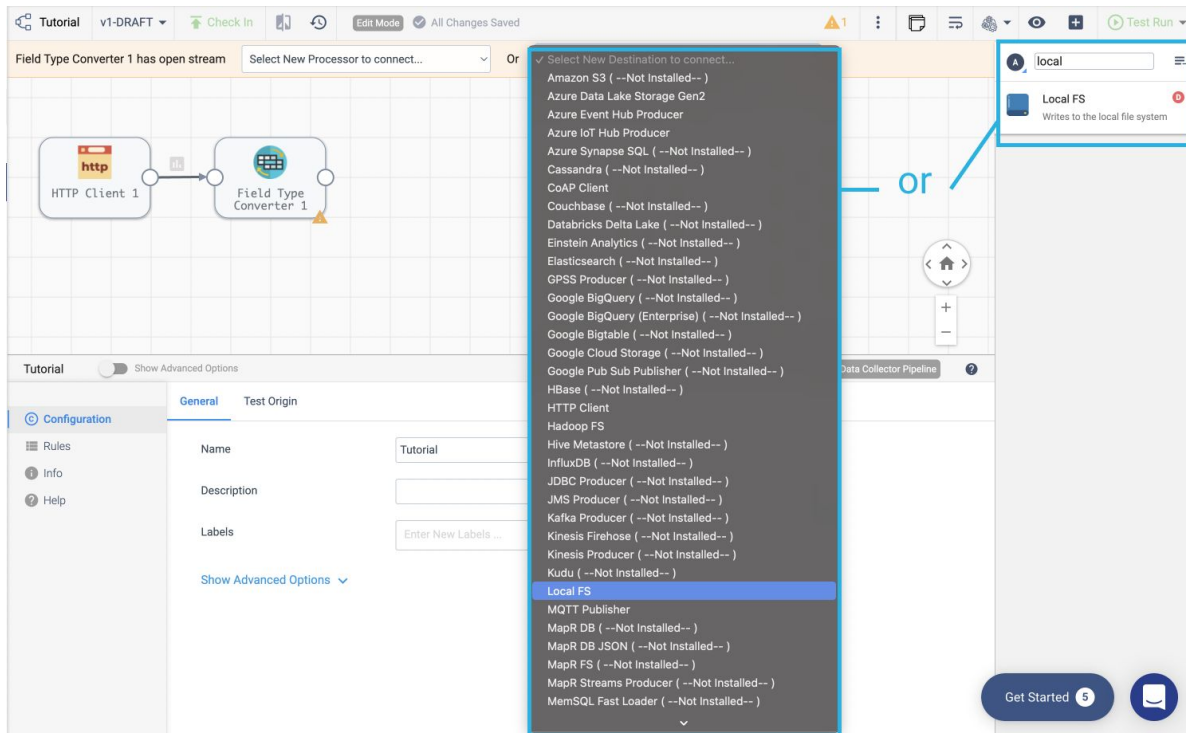 Tutorial v1-DRAFT Check In Edit Mode All Changes Saved 1 Test Run
Field Type Converter 1 has open stream Select New Processor to connect... Or
✓ Select New Destination to connect...
Amazon S3 ( --Not Installed-- )
Azure Data Lake Storage Gen2
Azure Event Hub Producer
Azure IoT Hub Producer
Azure Synapse SQL ( --Not Installed-- )
Cassandra ( --Not Installed-- )
CoAP Client
Couchbase ( --Not Installed-- )
Databricks Delta Lake ( --Not Installed-- )
Einstein Analytics ( --Not Installed-- )
Elasticsearch ( --Not Installed-- )
GPSS Producer ( --Not Installed-- )
Google BigQuery ( --Not Installed-- )
Google BigQuery (Enterprise) ( --Not Installed-- )
Google Bigtable ( --Not Installed-- )
Google Cloud Storage ( --Not Installed-- )
Google Pub Sub Publisher ( --Not Installed-- )
HBase ( --Not Installed-- )
HTTP Client
Hadoop FS
Hive Metastore ( --Not Installed-- )
InfluxDB ( --Not Installed-- )
JDBC Producer ( --Not Installed-- )
JMS Producer ( --Not Installed-- )
Kafka Producer ( --Not Installed-- )
Kinesis Firehose ( --Not Installed-- )
Kinesis Producer ( --Not Installed-- )
Kudu ( --Not Installed-- )
Local FS
MQTT Publisher
MapR DB ( --Not Installed-- )
MapR DB JSON ( --Not Installed-- )
MapR FS ( --Not Installed-- )
MapR Streams Producer ( --Not Installed-- )
MemSQL Fast Loader ( --Not Installed-- )
or
A local
Local FS D
Writes to the local file system
http
HTTP Client 1
Field Type
Converter 1
Tutorial Show Advanced Options Data Collector Pipeline ?
General Test Origin
C Configuration
Rules
Info
Help
Name Tutorial
Description
Labels Enter New Labels ...
Show Advanced Options
Get Started 5